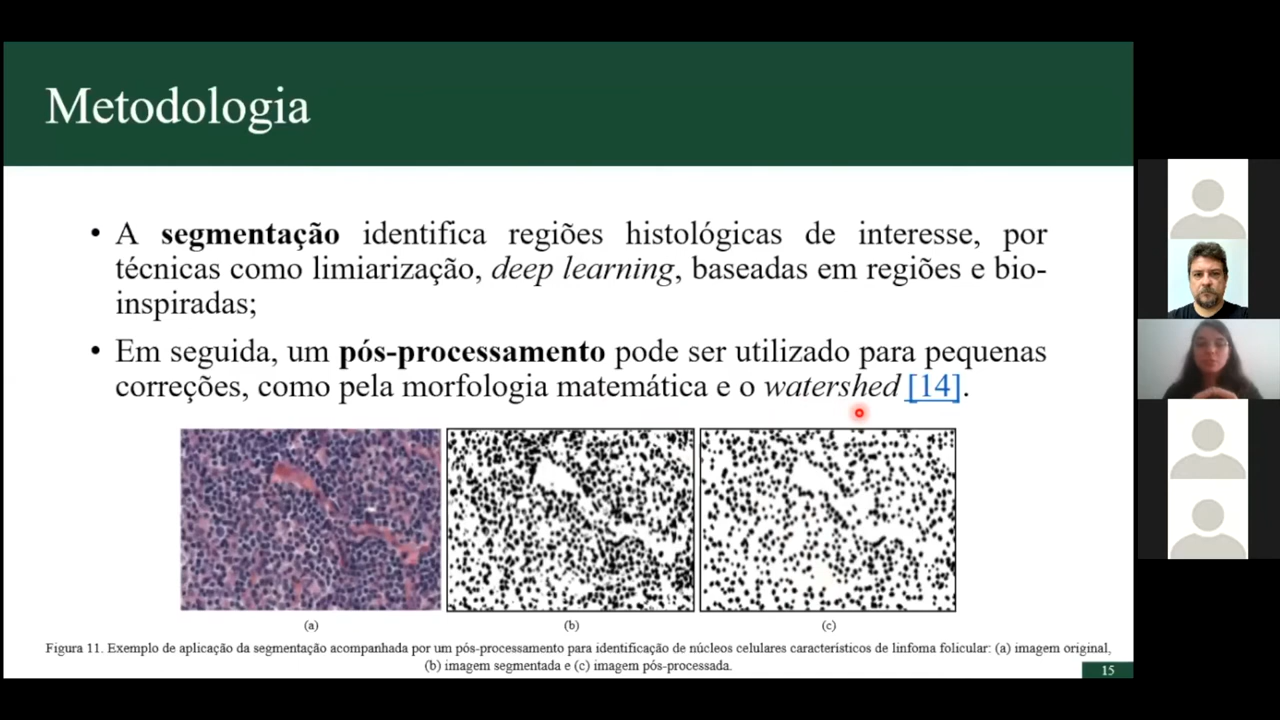 Metodologia
• A segmentação identifica regiões histológicas de interesse, por
técnicas como limiarização, deep learning, baseadas em regiões e bio-
inspiradas;
• Em seguida, um pós-processamento pode ser utilizado para pequenas
correções, como pela morfologia matemática e o watershed [14].
(a) (b) (c)
Figura 11. Exemplo de aplicação da segmentação acompanhada por um pós-processamento para identificação de núcleos celulares característicos de linfoma folicular: (a) imagem original,
(b) imagem segmentada e (c) imagem pós-processada.
15